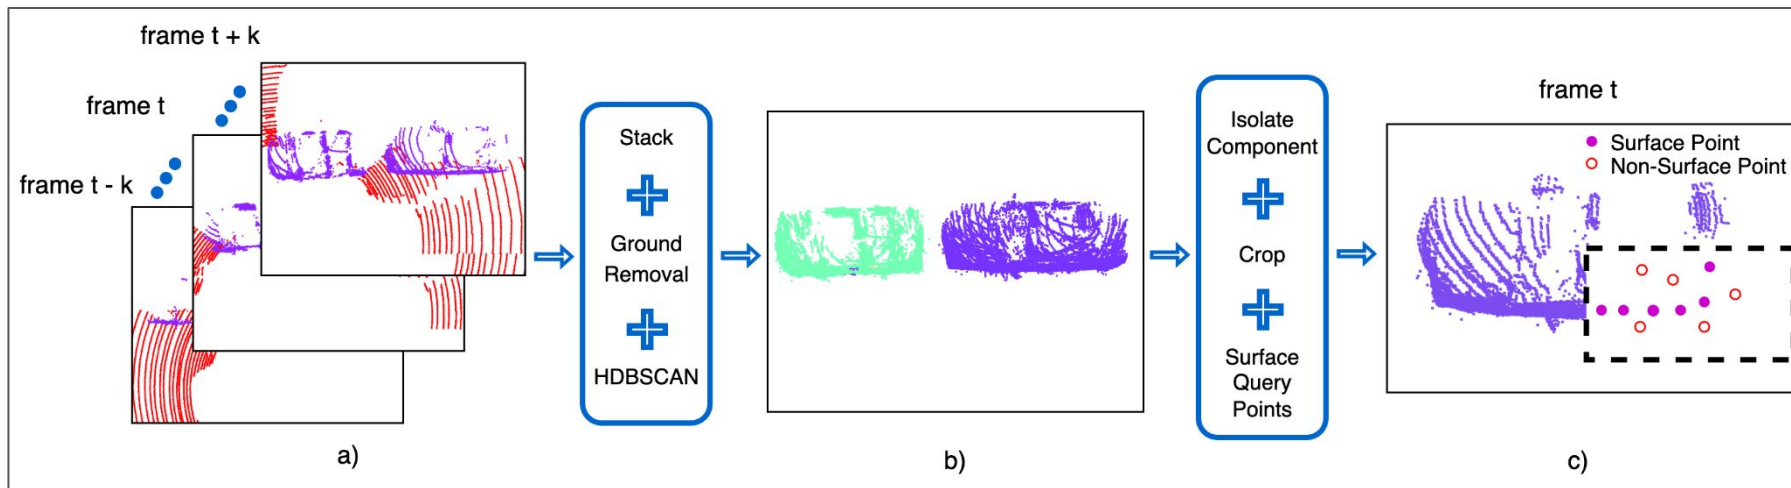 frame t + k
frame t
frame t - k
Stack
Ground
Removal
HDBSCAN
Isolate
Component
Crop
Surface
Query
Points
frame t
Surface Point
Non-Surface Point
a)
b)
c)